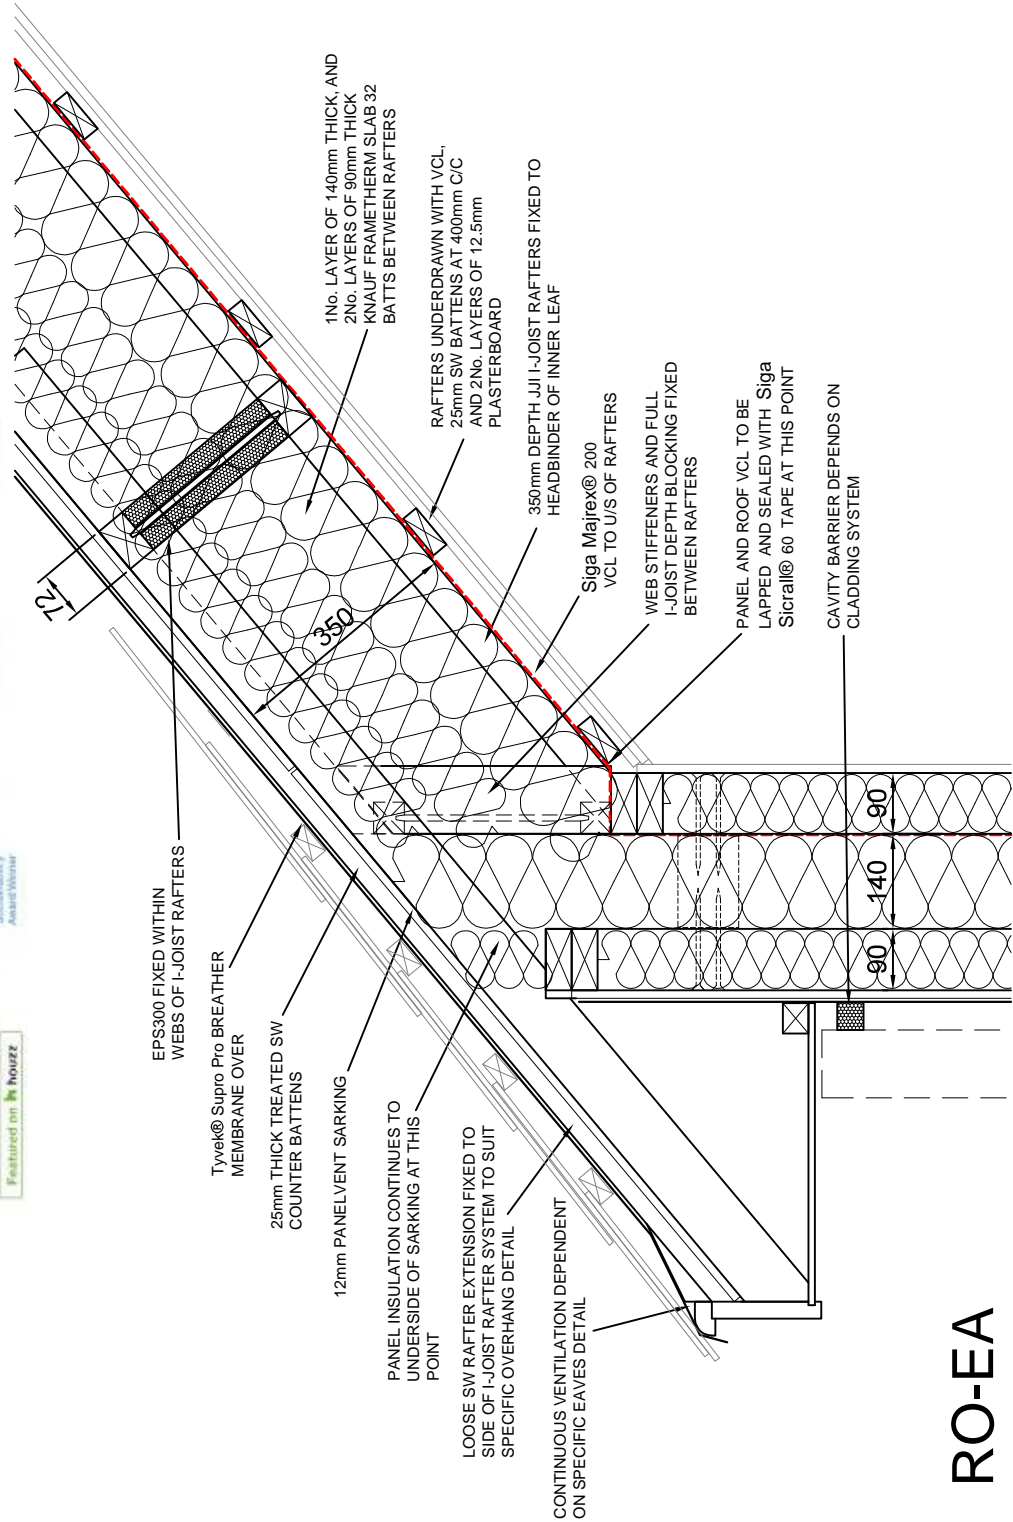 EPS300 FIXED WITHIN
WEBS OF I-JOIST RAFTERS
Tyvek® Supro Pro BREATHER
MEMBRANE OVER
25mm THICK TREATED SW
COUNTER BATTENS
12mm PANELVENT SARKING
PANEL INSULATION CONTINUES TO
UNDERSIDE OF SARKING AT THIS
POINT
LOOSE SW RAFTER EXTENSION FIXED TO
SIDE OF I-JOIST RAFTER SYSTEM TO SUIT
SPECIFIC OVERHANG DETAIL
CONTINUOUS VENTILATION DEPENDENT
ON SPECIFIC EAVES DETAIL
72
350
1No. LAYER OF 140mm THICK, AND
2No. LAYERS OF 90mm THICK
KNAUF FRAMETHERM SLAB 32
BATTS BETWEEN RAFTERS
RAFTERS UNDERDRAWN WITH VCL,
25mm SW BATTENS AT 400mm C/C
AND 2No. LAYERS OF 12.5mm
PLASTERBOARD
350mm DEPTH JJI I-JOIST RAFTERS FIXED TO
HEADBINDER OF INNER LEAF
Siga Majrex® 200
VCL TO U/S OF RAFTERS
WEB STIFFENERS AND FULL
I-JOIST DEPTH BLOCKING FIXED
BETWEEN RAFTERS
PANEL AND ROOF VCL TO BE
LAPPED AND SEALED WITH Siga
Sicrall® 60 TAPE AT THIS POINT
CAVITY BARRIER DEPENDS ON
CLADDING SYSTEM
90
140
90
RO-EA
Featured on houzz
Award Winner